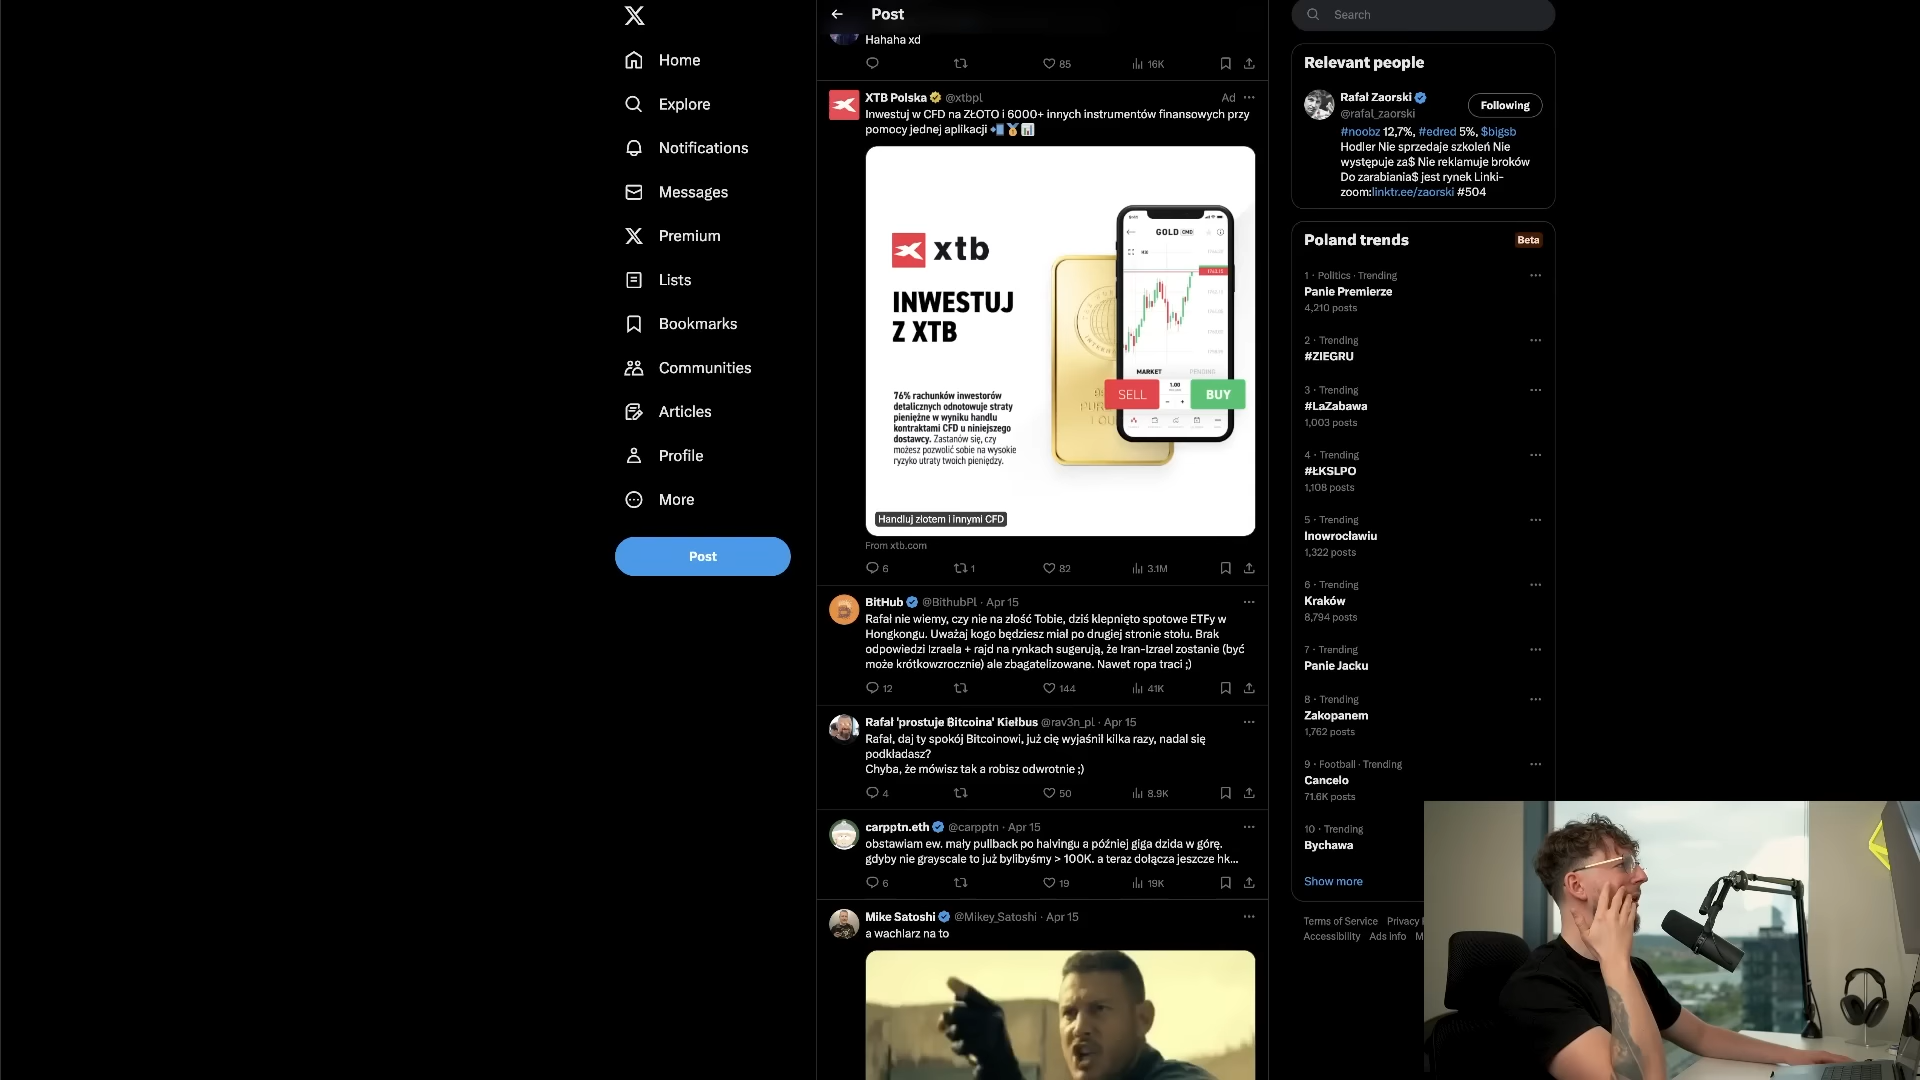 Home
Explore
Notifications
Messages
Premium
Lists
Bookmarks
Communities
Articles
Profile
More
Post
Post
Hahaha xd
85
16K
XTB Polska @xtbpl
Ad
Inwestuj w CFD na ZŁOTO i 6000+ innych instrumentów finansowych przy
pomocy jednej aplikacji
xtb
INWESTUJ
Z XTB
76% rachunków inwestorów
detalicznych odnotowuje straty
pieniężne w wyniku handlu
kontraktami CFD u niniejszego
dostawcy. Zastanów się, czy
możesz pozwolić sobie na wysokie
ryzyko utraty twoich pieniędzy.
GOLD CMD
MARKET
PENDING
SELL
1.00
BUY
Handluj złotem i innymi CFD
From xtb.com
6
1
82
3.1M
BitHub @BithubPl · Apr 15
Rafał nie wiemy, czy nie na złość Tobie, dziś klepnięto spotowe ETFy w
Hongkongu. Uważaj kogo będziesz miał po drugiej stronie stołu. Brak
odpowiedzi Izraela + rajd na rynkach sugerują, że Iran-Izrael zostanie (być
może krótkowzrocznie) ale zbagatelizowane. Nawet ropa traci ;)
12
144
41K
Rafał 'prostuje ₿itcoina' Kiełbus @rav3n_pl · Apr 15
Rafał, daj ty spokój Bitcoinowi, już cię wyjaśnił kilka razy, nadal się
podkładasz?
Chyba, że mówisz tak a robisz odwrotnie ;)
4
50
8.9K
carpptn.eth @carpptn · Apr 15
obstawiam ew. mały pullback po halvingu a później giga dzida w górę.
gdyby nie grayscale to już bylibyśmy > 100K. a teraz dołącza jeszcze hk...
6
19
19K
Mike Satoshi @Mikey_Satoshi · Apr 15
a wachlarz na to
Search
Relevant people
Rafał Zaorski
@rafal_zaorski
Following
#noobz 12,7%, #edred 5%, $bigsb
Hodler Nie sprzedaje szkoleń Nie
występuje za$ Nie reklamuje broków
Do zarabiania$ jest rynek Linki-
zoom:linktr.ee/zaorski #504
Poland trends
Beta
1 · Politics · Trending
Panie Premierze
4,210 posts
2 · Trending
#ZIEGRU
3 · Trending
#LaZabawa
1,003 posts
4 · Trending
#ŁKSLPO
1,108 posts
5 · Trending
Inowrocławiu
1,322 posts
6 · Trending
Kraków
8,794 posts
7 · Trending
Panie Jacku
8 · Trending
Zakopanem
1,762 posts
9 · Football · Trending
Cancelo
71.6K posts
10 · Trending
Bychawa
Show more
Terms of Service Privacy
Accessibility Ads info